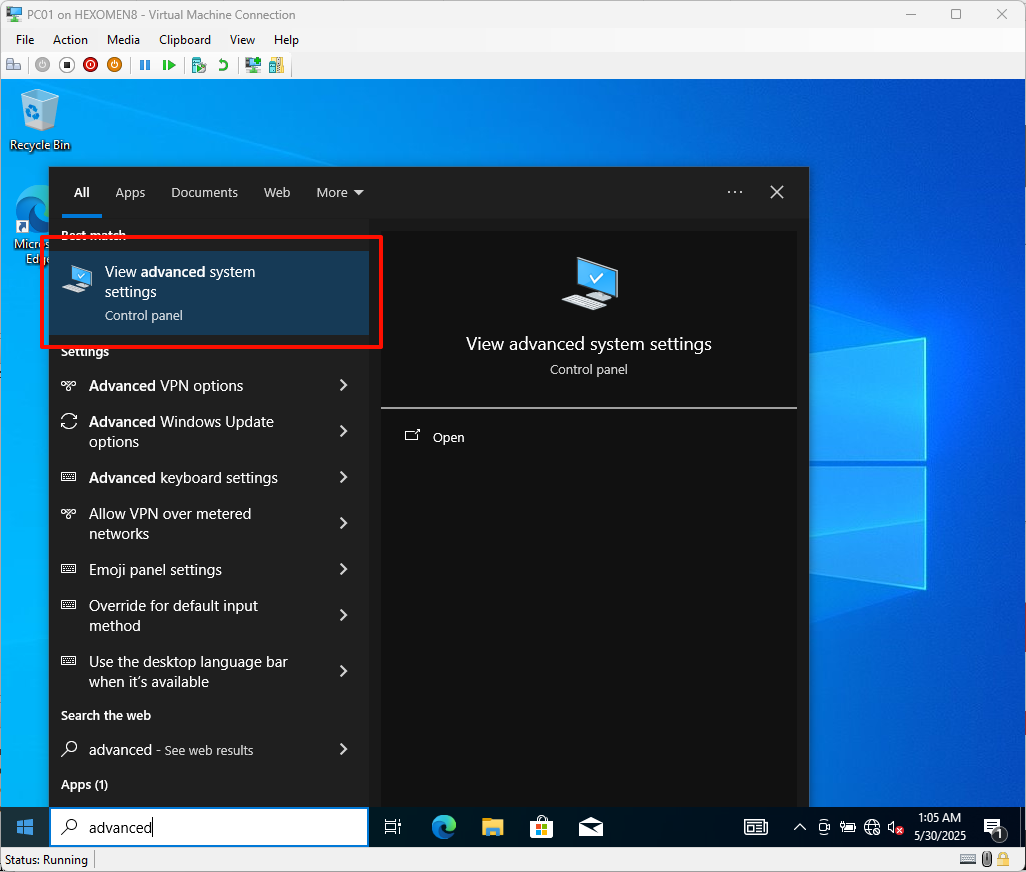 PC01 on HEXOMEN8 - Virtual Machine Connection
File Action Media Clipboard View Help
Recycle Bin
All Apps Documents Web More
Best match
View advanced system
settings
Control panel
Micros
Edge
View advanced system settings
Control panel
Open
Settings
Advanced VPN options
Advanced Windows Update
options
Advanced keyboard settings
Allow VPN over metered
networks
Emoji panel settings
Override for default input
method
Use the desktop language bar
when it's available
Search the web
advanced - See web results
Apps (1)
advanced
1:05 AM
5/30/2025
1
Status: Running